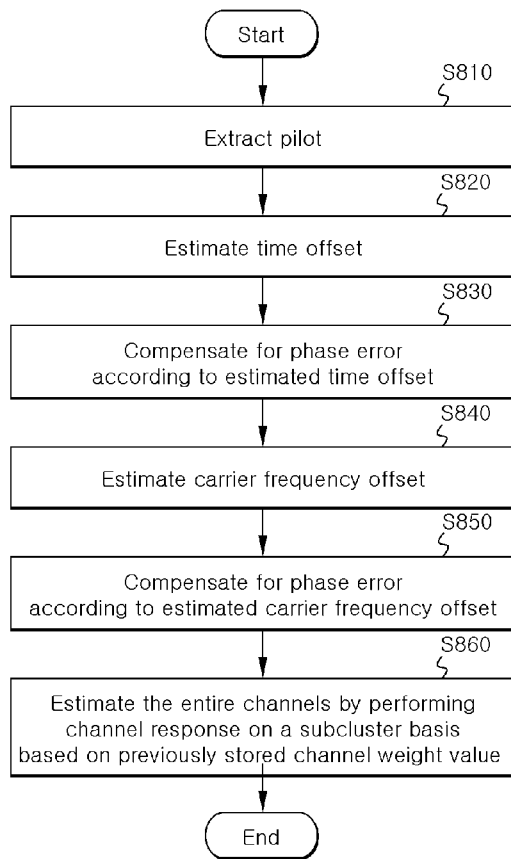 Start
S810
Extract pilot
S820
Estimate time offset
S830
Compensate for phase error
according to estimated time offset
S840
Estimate carrier frequency offset
S850
Compensate for phase error
according to estimated carrier frequency offset
S860
Estimate the entire channels by performing
channel response on a subcluster basis
based on previously stored channel weight value
End